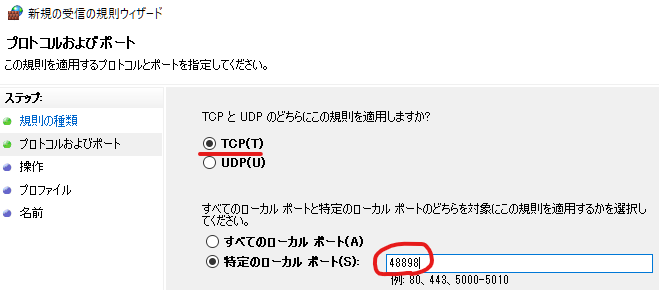 新規の受信の規則ウィザード
プロトコルおよびポート
この規則を適用するプロトコルとポートを指定してください。
ステップ:
規則の種類
プロトコルおよびポート
操作
プロファイル
名前
TCP と UDP のどちらにこの規則を適用しますか?
TCP(T)
UDP(U)
すべてのローカル ポートと特定のローカル ポートのどちらを対象にこの規則を適用するかを選択し
てください。
すべてのローカル ポート(A)
特定のローカル ポート(S):
48898
例: 80、443、5000-5010